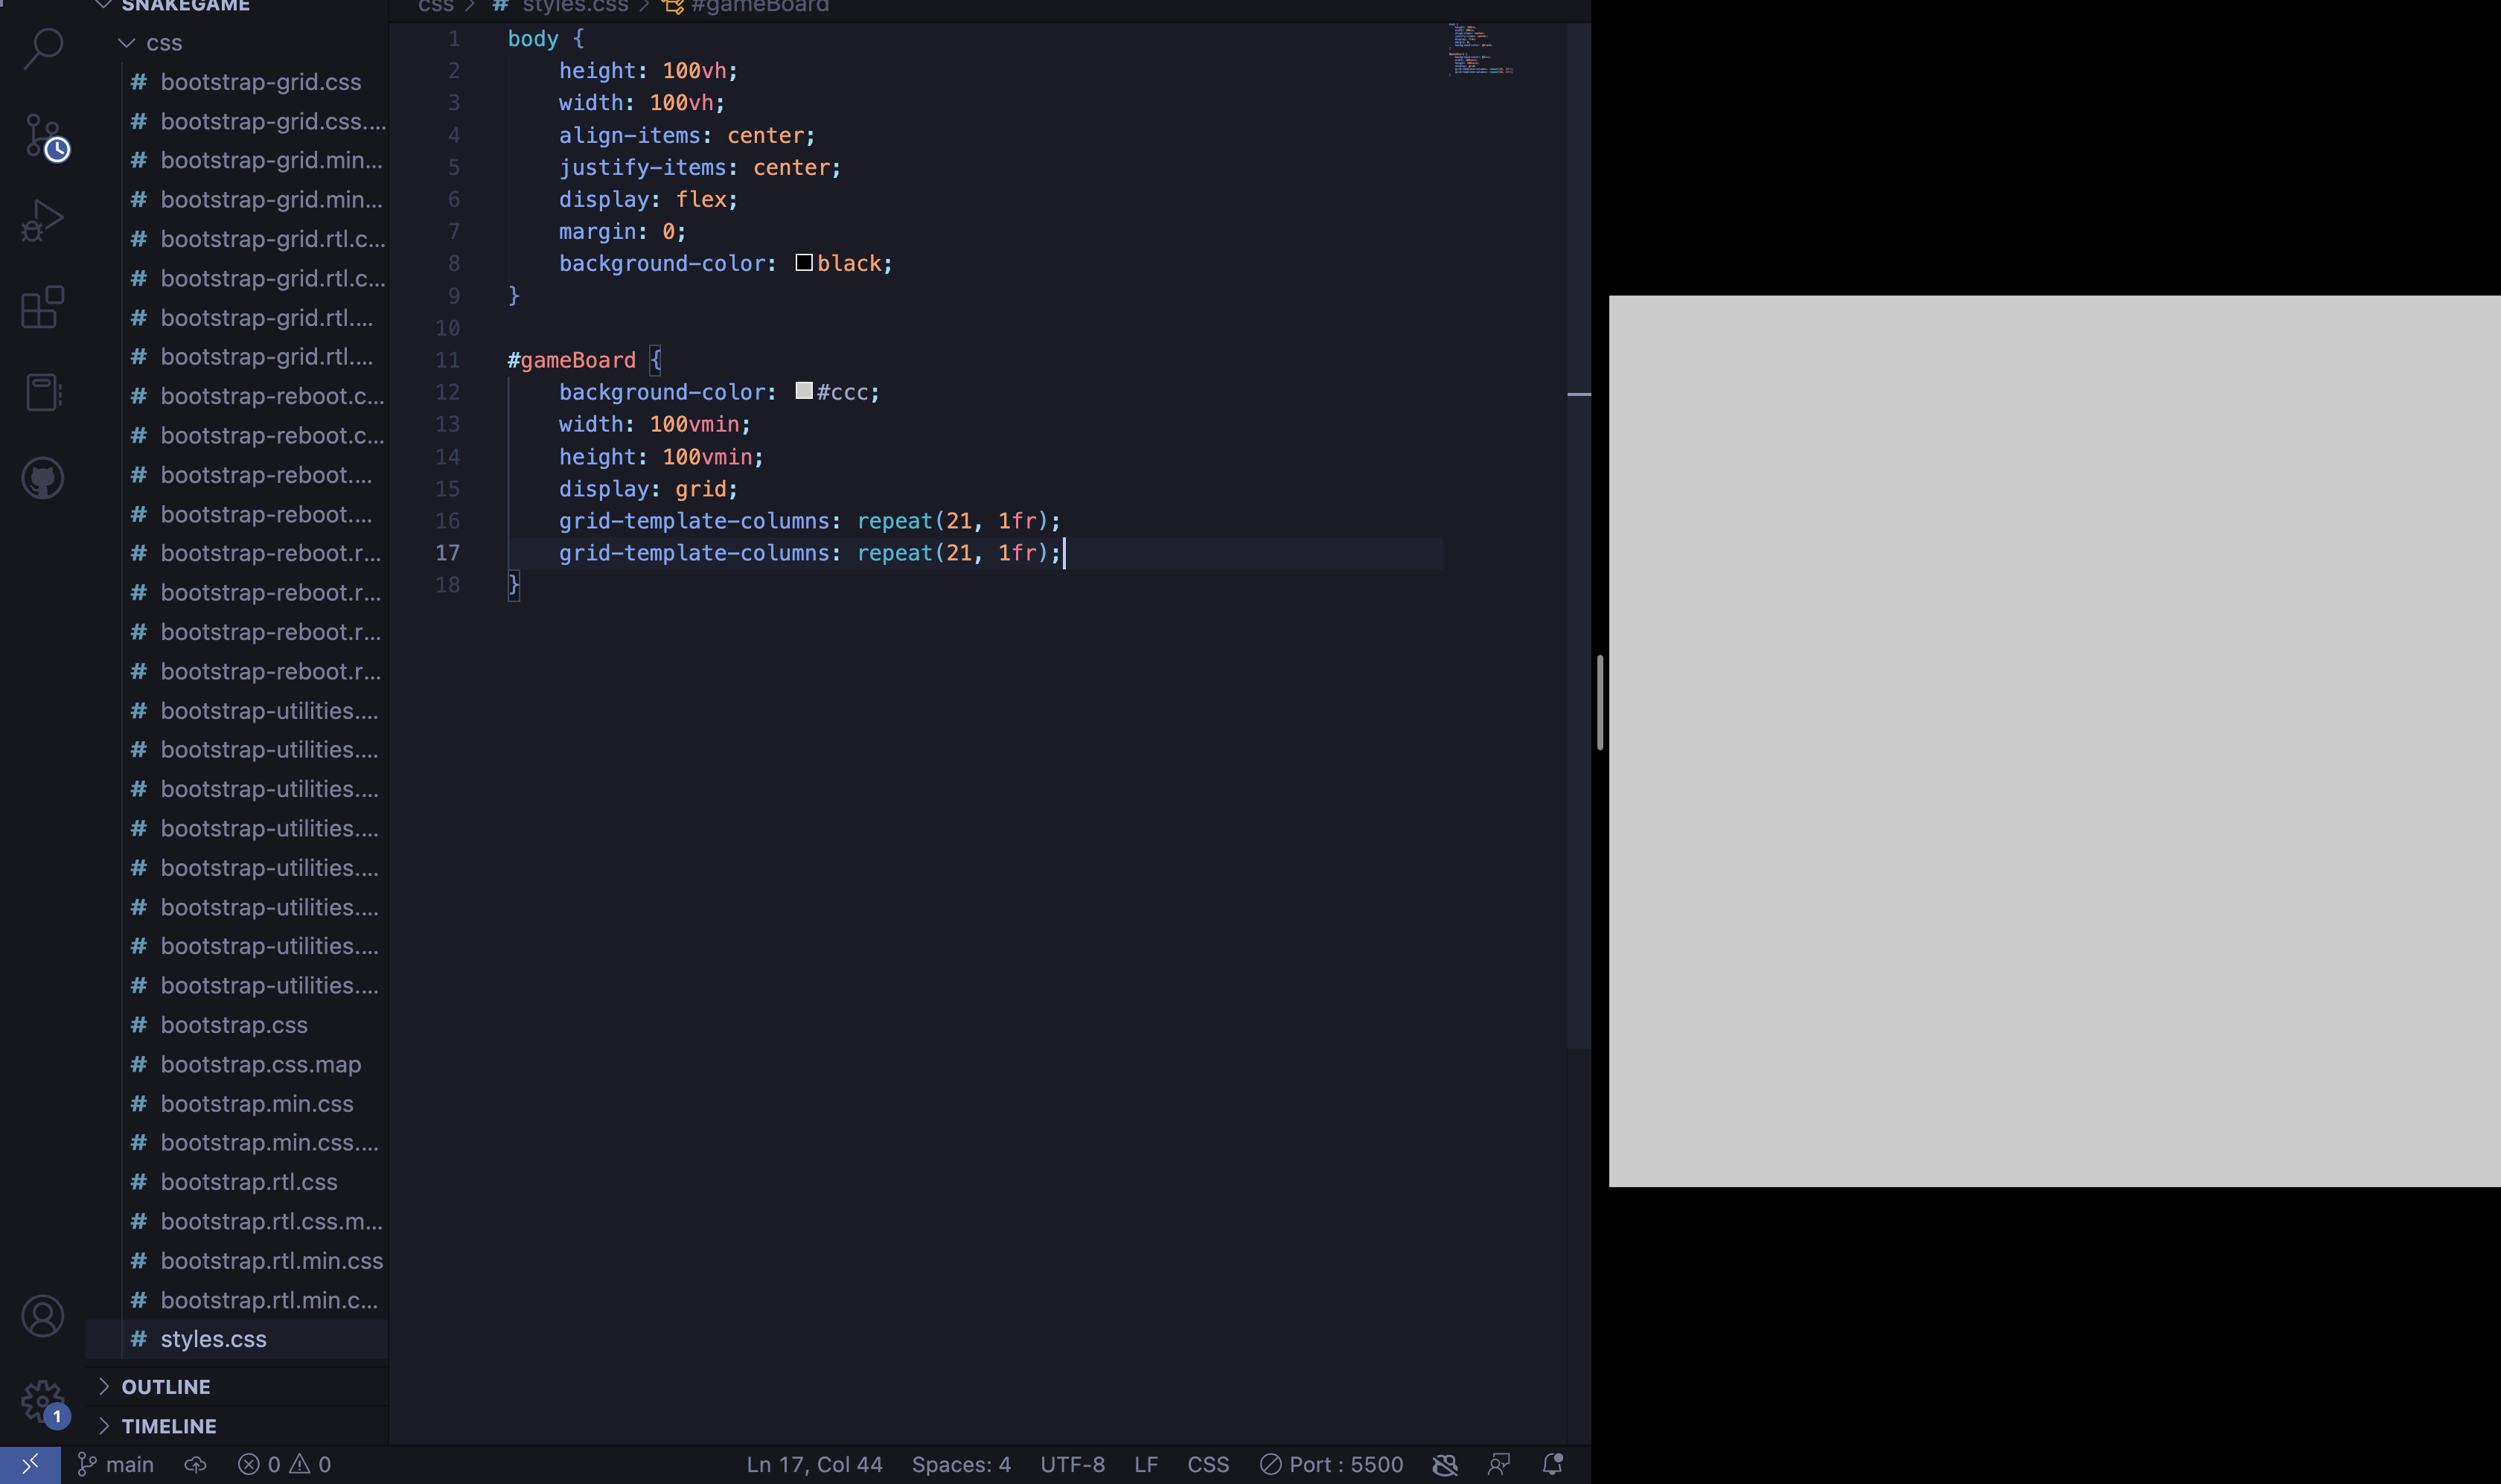 SNAKEGAME
css
bootstrap-grid.css
bootstrap-grid.css....
bootstrap-grid.min...
bootstrap-grid.min...
bootstrap-grid.rtl.c...
bootstrap-grid.rtl.c...
bootstrap-grid.rtl....
bootstrap-grid.rtl....
bootstrap-reboot.c...
bootstrap-reboot.c...
bootstrap-reboot....
bootstrap-reboot....
bootstrap-reboot.r...
bootstrap-reboot.r...
bootstrap-reboot.r...
bootstrap-reboot.r...
bootstrap-utilities....
bootstrap-utilities....
bootstrap-utilities....
bootstrap-utilities....
bootstrap-utilities....
bootstrap-utilities....
bootstrap-utilities....
bootstrap-utilities....
bootstrap.css
bootstrap.css.map
bootstrap.min.css
bootstrap.min.css....
bootstrap.rtl.css
bootstrap.rtl.css.m...
bootstrap.rtl.min.css
bootstrap.rtl.min.c...
styles.css
OUTLINE
TIMELINE
1
css > # styles.css > #gameBoard
1 body {
2 height: 100vh;
3 width: 100vh;
4 align-items: center;
5 justify-items: center;
6 display: flex;
7 margin: 0;
8 background-color: black;
9 }
10
11 #gameBoard {
12 background-color: #ccc;
13 width: 100vmin;
14 height: 100vmin;
15 display: grid;
16 grid-template-columns: repeat(21, 1fr);
17 grid-template-columns: repeat(21, 1fr);
18 }
main 0 0 Ln 17, Col 44 Spaces: 4 UTF-8 LF CSS Port : 5500